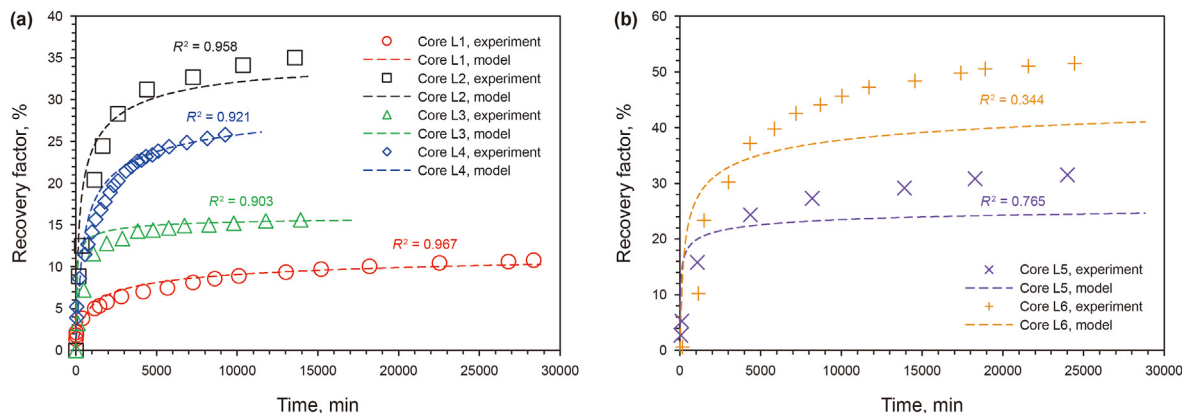 (a)
40
35
30
25
20
15
10
5
0
Recovery factor, %
R² = 0.958
R² = 0.921
R² = 0.903
R² = 0.967
Core L1, experiment
Core L1, model
Core L2, experiment
Core L2, model
Core L3, experiment
Core L3, model
Core L4, experiment
Core L4, model
0 5000 10000 15000 20000 25000 30000
Time, min
(b)
60
50
40
30
20
10
0
Recovery factor, %
R² = 0.344
R² = 0.765
Core L5, experiment
Core L5, model
Core L6, experiment
Core L6, model
0 5000 10000 15000 20000 25000 30000
Time, min